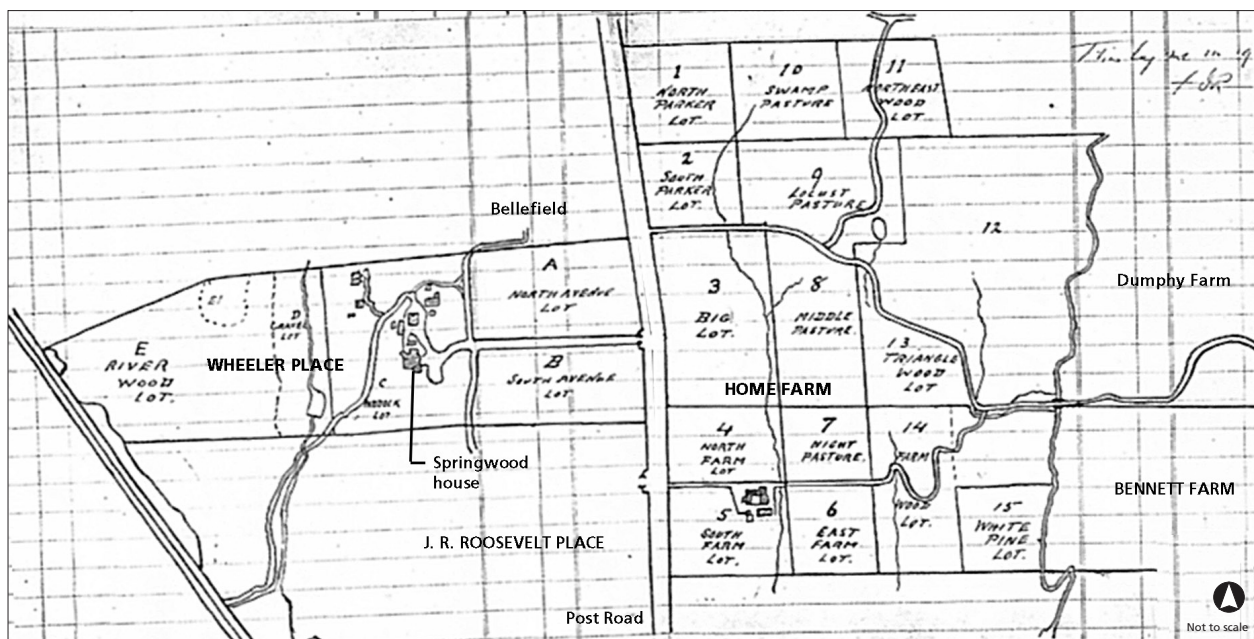 1
NORTH
PARKER
LOT.
10
SWAMP
PASTURE
11
NORTHEAST
WOOD
LOT.
2
SOUTH
PARKER
LOT.
9
LOCUST
PASTURE
12
Bellefield
A
NORTH AVENUE
LOT
3
BIG
LOT.
8
MIDDLE
PASTURE.
Dumphy Farm
E1
D
GRAVEL
LOT
E
RIVER
WOOD
LOT.
WHEELER PLACE
C
PADDOCK
LOT
B
SOUTH AVENUE
LOT
HOME FARM
13
TRIANGLE
WOOD
LOT
4
NORTH
FARM
LOT
7
NIGHT
PASTURE.
14
FARM
WOOD
LOT.
Springwood
house
BENNETT FARM
5
SOUTH
FARM
LOT.
6
EAST
FARM
LOT.
15
WHITE
PINE
LOT.
J. R. ROOSEVELT PLACE
Post Road
Not to scale